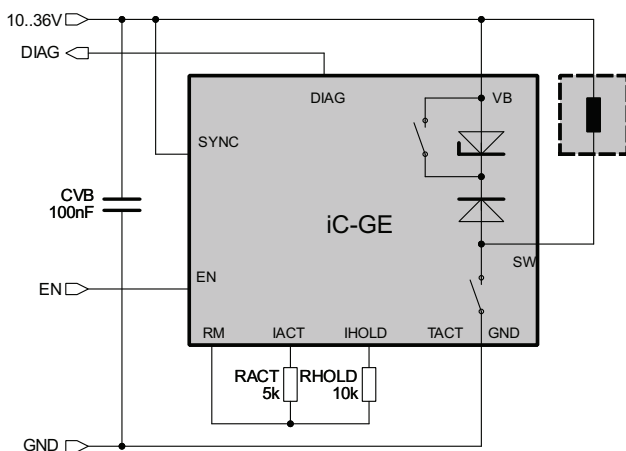 10..36V
DIAG
DIAG
VB
SYNC
CVB
100nF
iC-GE
SW
EN
EN
RM IACT IHOLD TACT GND
RACT RHOLD
5k 10k
GND